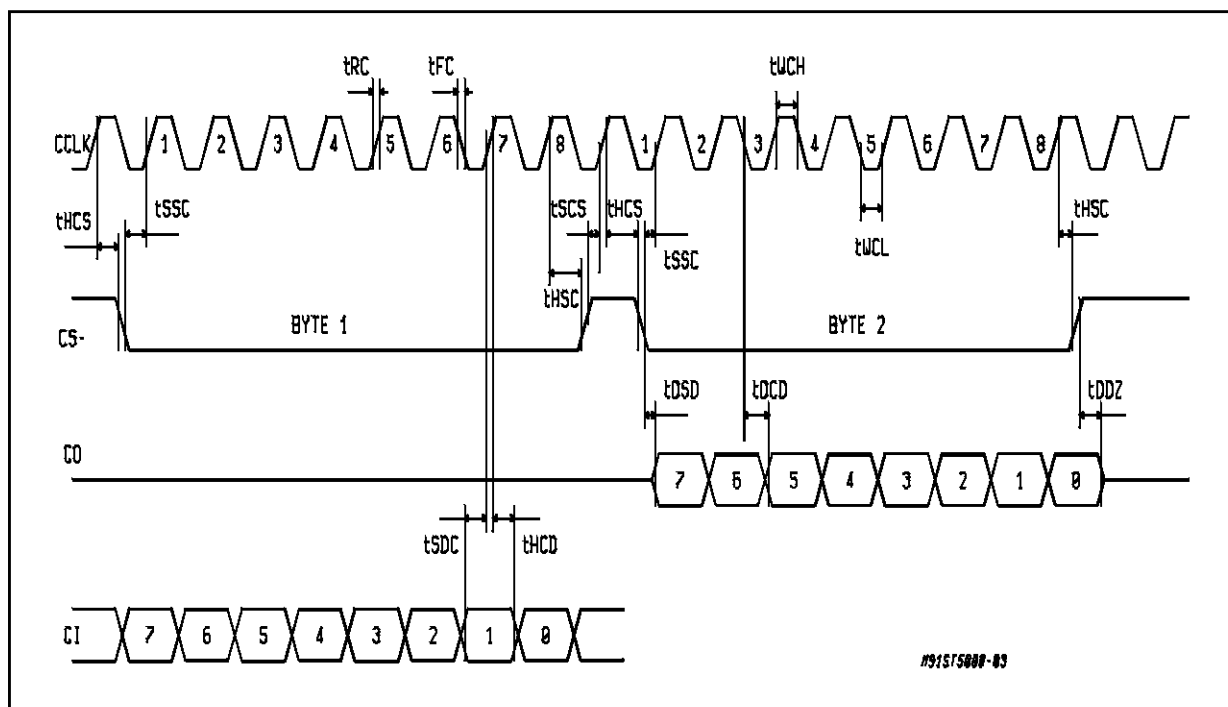 tRC tFC tWCH
CCLK 1 2 3 4 5 6 7 8 1 2 3 4 5 6 7 8
tHCS tSSC tSCS tHCS tSSC tWCL tHSC
tHSC
CS- BYTE 1 BYTE 2
tDSD tDCD tDDZ
CO 7 6 5 4 3 2 1 0
tSDC tHCD
CI 7 6 5 4 3 2 1 0